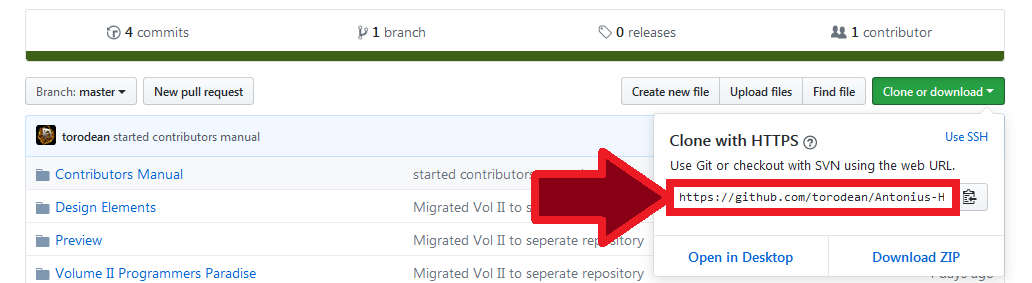 4 commits 1 branch 0 releases 1 contributor
Branch: master New pull request Create new file Upload files Find file Clone or download
torodean started contributors manual
Clone with HTTPS Use SSH
Use Git or checkout with SVN using the web URL.
https://github.com/torodean/Antonius-H
Open in Desktop Download ZIP
Contributors Manual started contributors
Design Elements Migrated Vol II to se
Preview Migrated Vol II to seperate repository
Volume II Programmers Paradise Migrated Vol II to seperate repository days ago